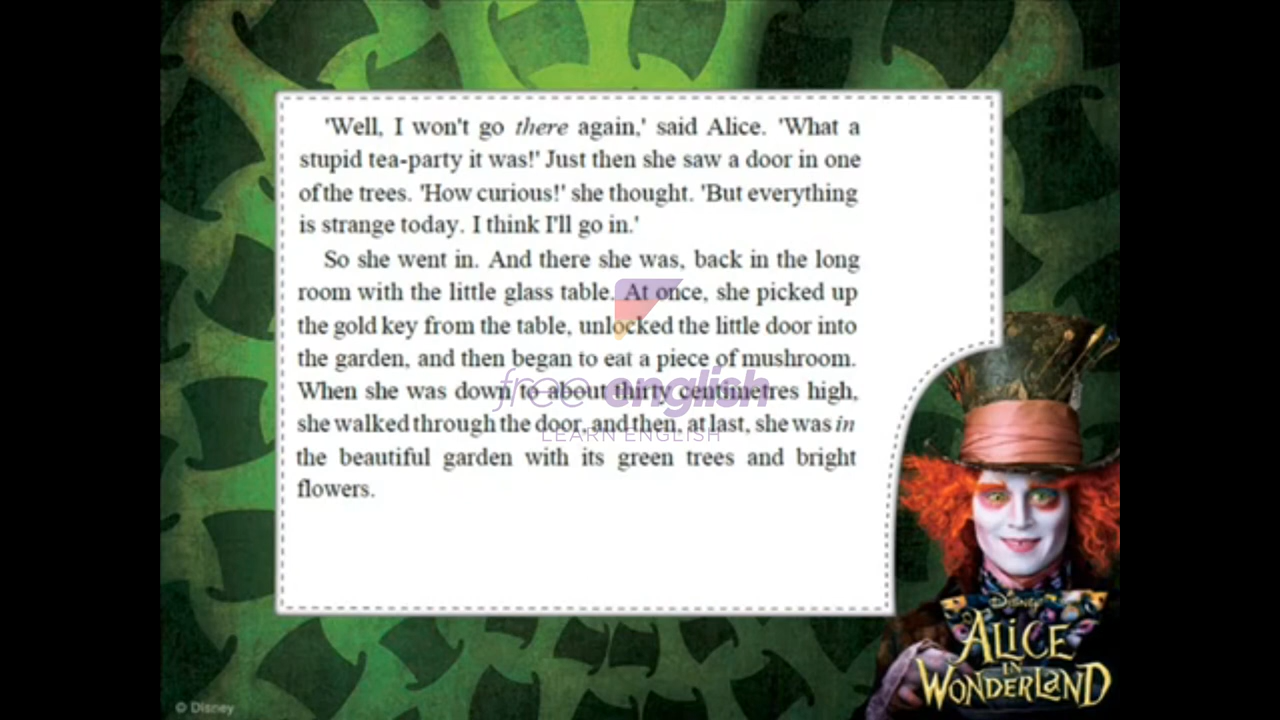 'Well, I won't go there again,' said Alice. 'What a
stupid tea-party it was!' Just then she saw a door in one
of the trees. 'How curious!' she thought. 'But everything
is strange today. I think I'll go in.'
So she went in. And there she was, back in the long
room with the little glass table. At once, she picked up
the gold key from the table, unlocked the little door into
the garden, and then began to eat a piece of mushroom.
When she was down to about thirty centimetres high,
she walked through the door, and then, at last, she was in
the beautiful garden with its green trees and bright
flowers.
free english
LEARN ENGLISH
Disney
ALICE
IN
WONDERLAND
© Disney